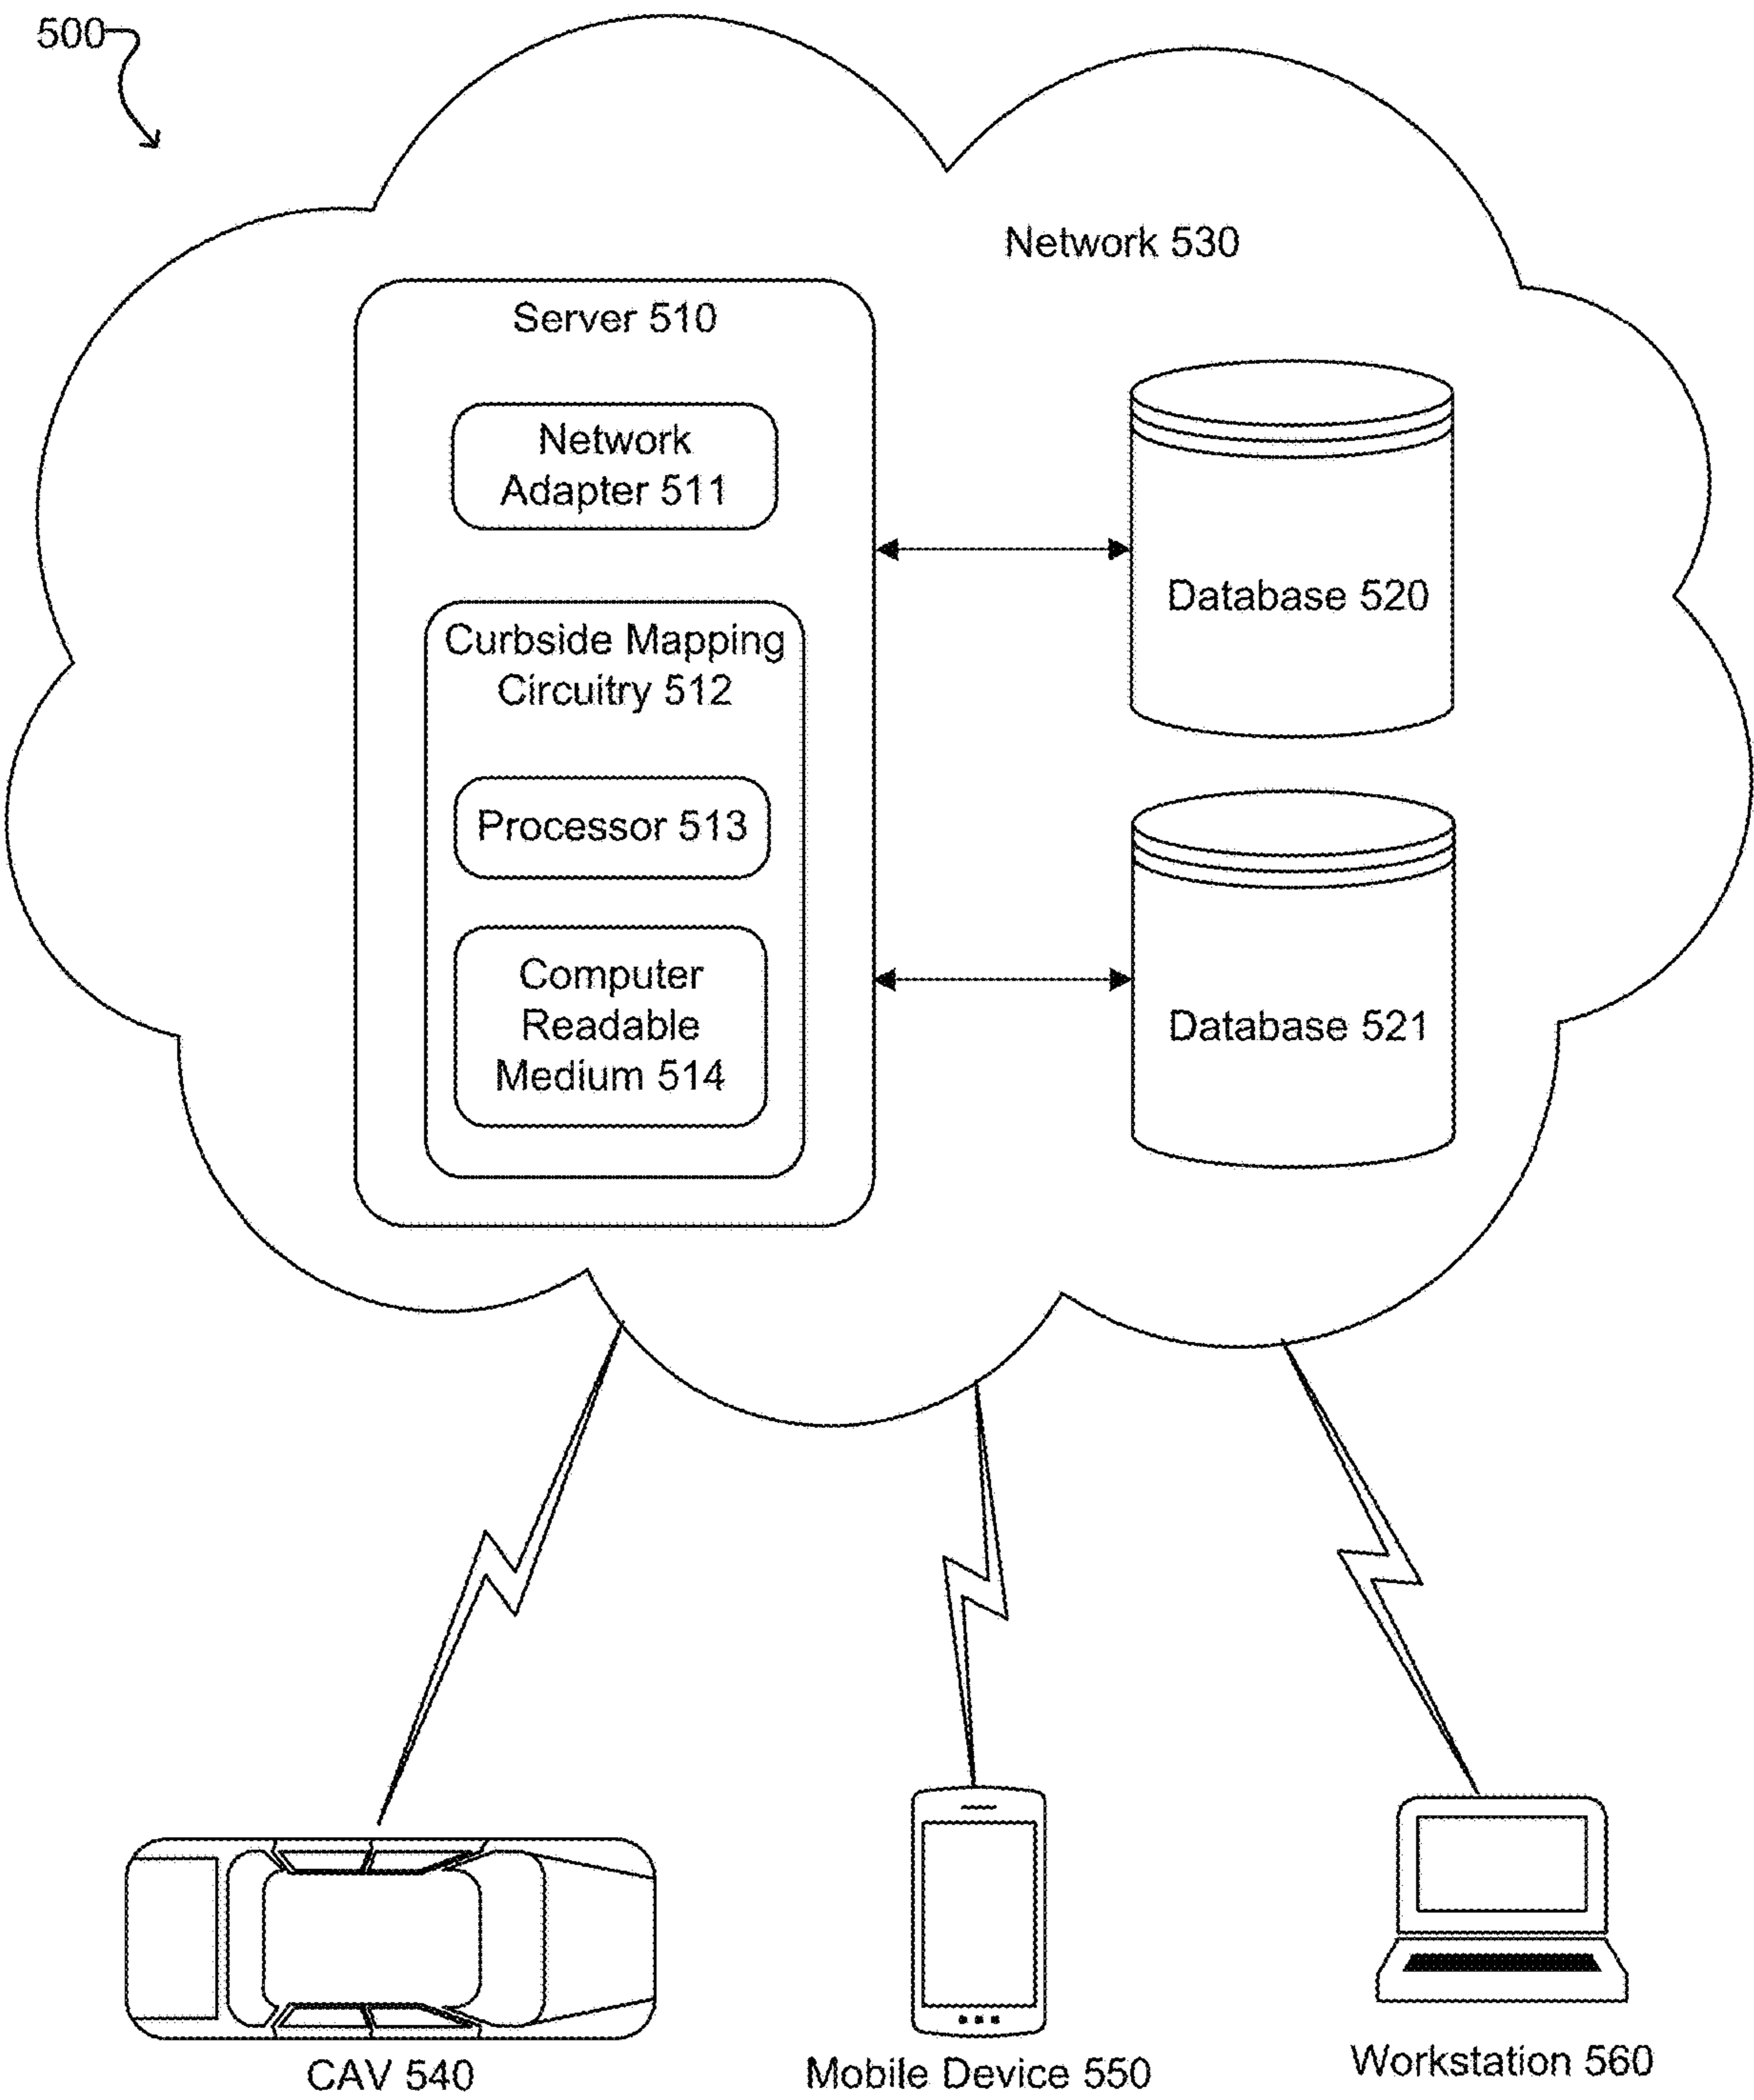 500
Network 530
Server 510
Network
Adapter 511
Curbside Mapping
Circuitry 512
Processor 513
Computer
Readable
Medium 514
Database 520
Database 521
CAV 540
Mobile Device 550
Workstation 560